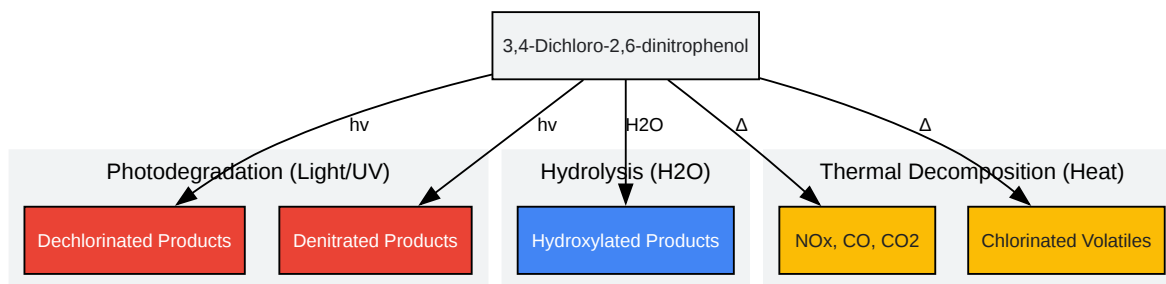 3,4-Dichloro-2,6-dinitrophenol
hv
hv
H2O
Δ
Δ
Photodegradation (Light/UV)
Hydrolysis (H2O)
Thermal Decomposition (Heat)
Dechlorinated Products
Denitrated Products
Hydroxylated Products
NOx, CO, CO2
Chlorinated Volatiles